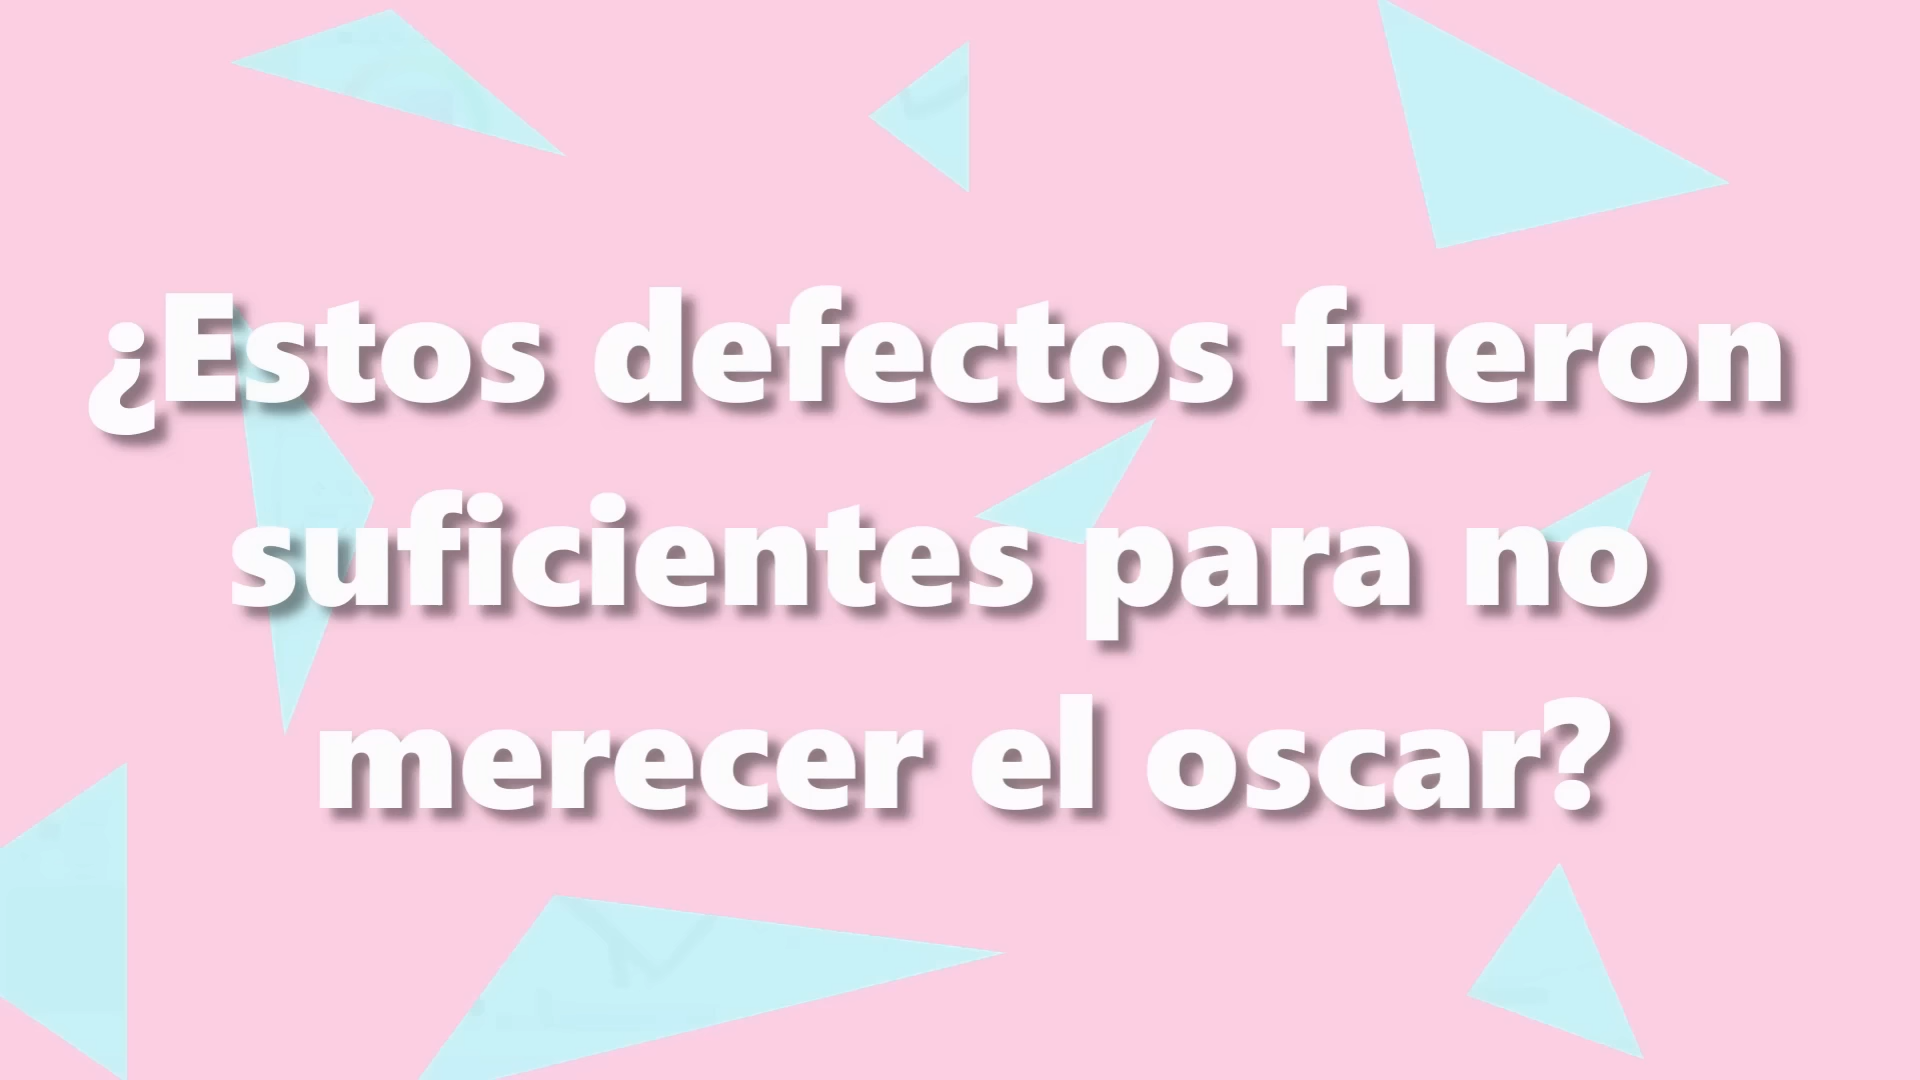 ¿Estos defectos fueron
suficientes para no
merecer el oscar?